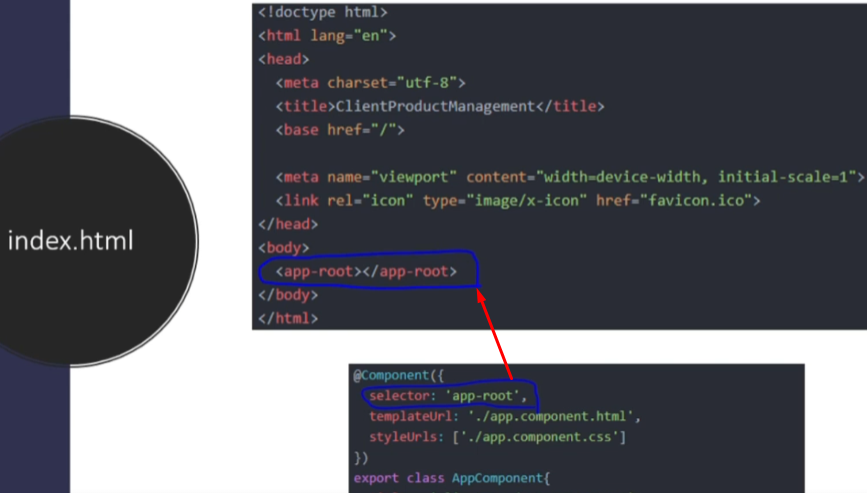 index.html
<!doctype html>
<html lang="en">
<head>
  <meta charset="utf-8">
  <title>ClientProductManagement</title>
  <base href="/">
  <meta name="viewport" content="width=device-width, initial-scale=1">
  <link rel="icon" type="image/x-icon" href="favicon.ico">
</head>
<body>
  <app-root></app-root>
</body>
</html>
@Component({
  selector: 'app-root',
  templateUrl: './app.component.html',
  styleUrls: ['./app.component.css']
})
export class AppComponent{